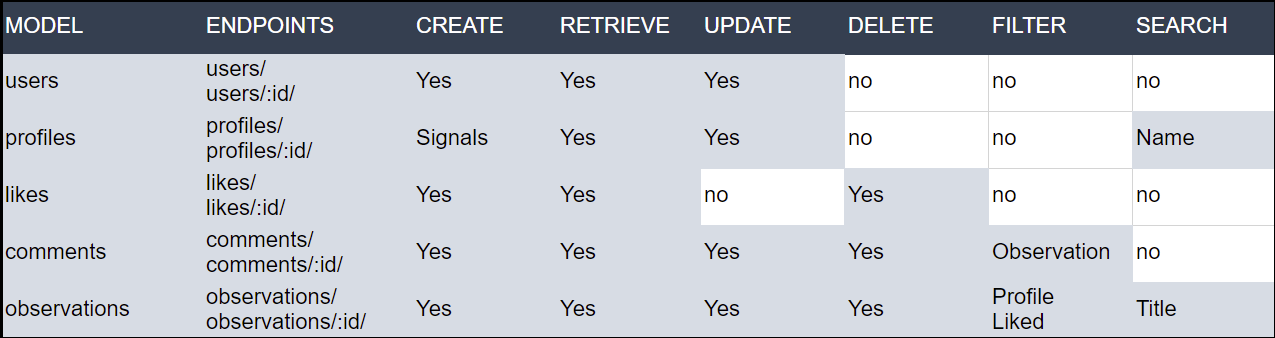 MODEL ENDPOINTS CREATE RETRIEVE UPDATE DELETE FILTER SEARCH
users users/ Yes Yes Yes no no no
users/:id/
profiles profiles/ Signals Yes Yes no no Name
profiles/:id/
likes likes/ Yes Yes no Yes no no
likes/:id/
comments comments/ Yes Yes Yes Yes Observation no
comments/:id/
observations observations/ Yes Yes Yes Yes Profile Title
observations/:id/ Liked